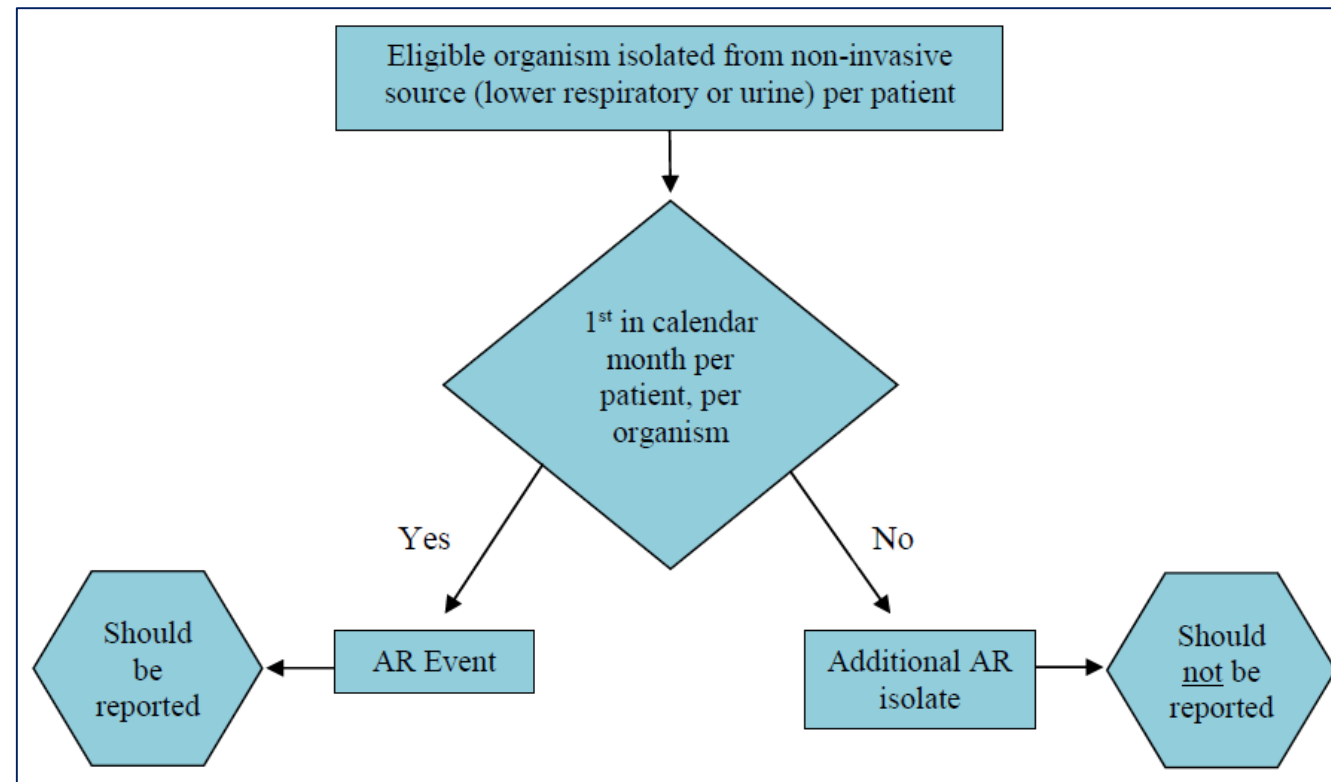 Eligible organism isolated from non-invasive
source (lower respiratory or urine) per patient
1st in calendar
month per
patient, per
organism
Yes
No
Should
be
reported
AR Event
Additional AR
isolate
Should
not be
reported